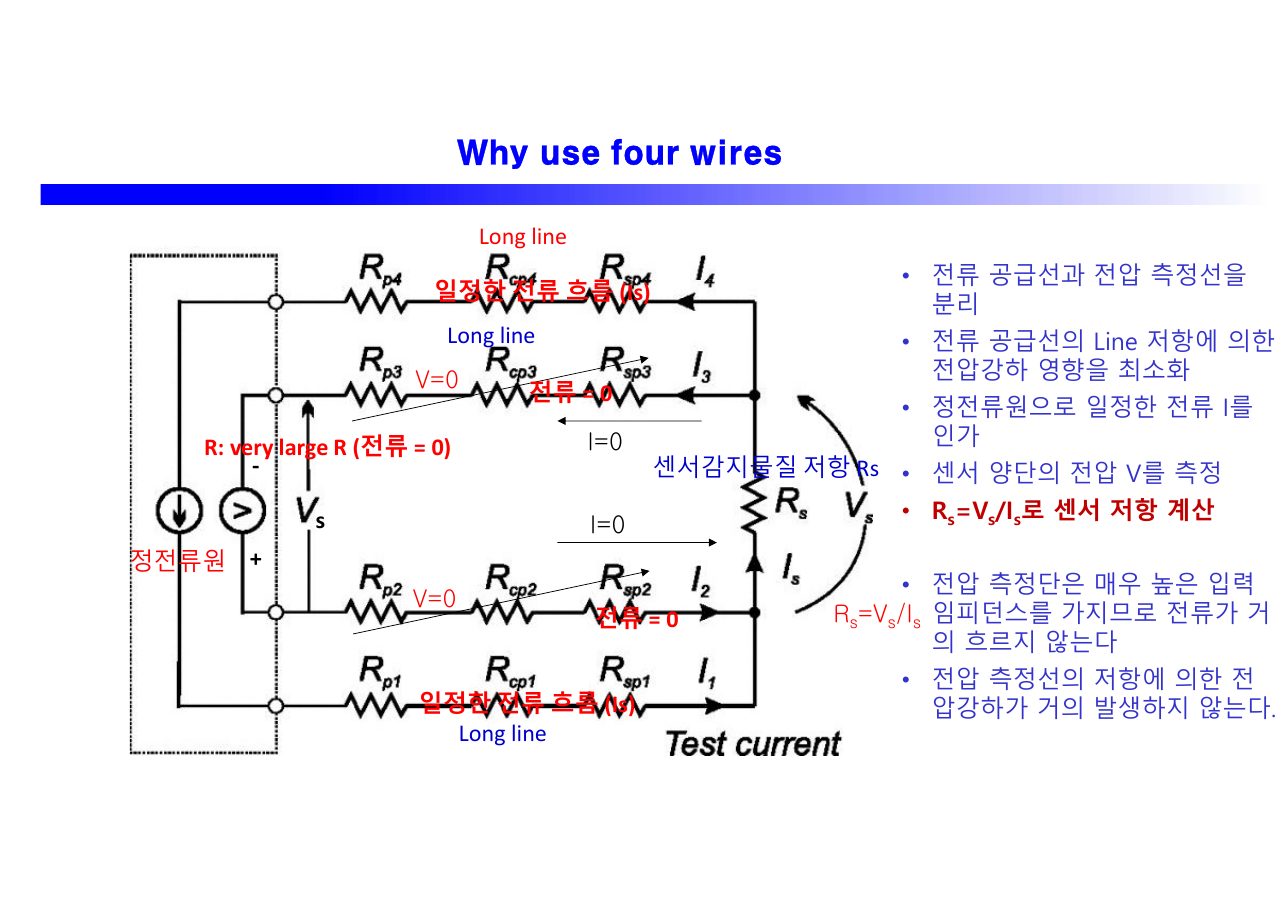 Why use four wires
Long line
Rp4 Rcp4 Rsp4 I4
일정한 전류 흐름 (Is)
Long line
Rp3 Rcp3 Rsp3 I3
V=0
전류 = 0
I=0
R: very large R (전류 = 0)
-
센서감지물질 저항 Rs
> Vs Rs Vs
I=0
정전류원 +
Is
Rp2 Rcp2 Rsp2 I2
V=0
전류 = 0
Rs=Vs/Is
Rp1 Rcp1 Rsp1 I1
일정한 전류 흐름 (Is)
Long line
Test current
• 전류 공급선과 전압 측정선을
분리
• 전류 공급선의 Line 저항에 의한
전압강하 영향을 최소화
• 정전류원으로 일정한 전류 I를
인가
• 센서 양단의 전압 V를 측정
• Rs=Vs/Is로 센서 저항 계산
• 전압 측정단은 매우 높은 입력
임피던스를 가지므로 전류가 거
의 흐르지 않는다
• 전압 측정선의 저항에 의한 전
압강하가 거의 발생하지 않는다.